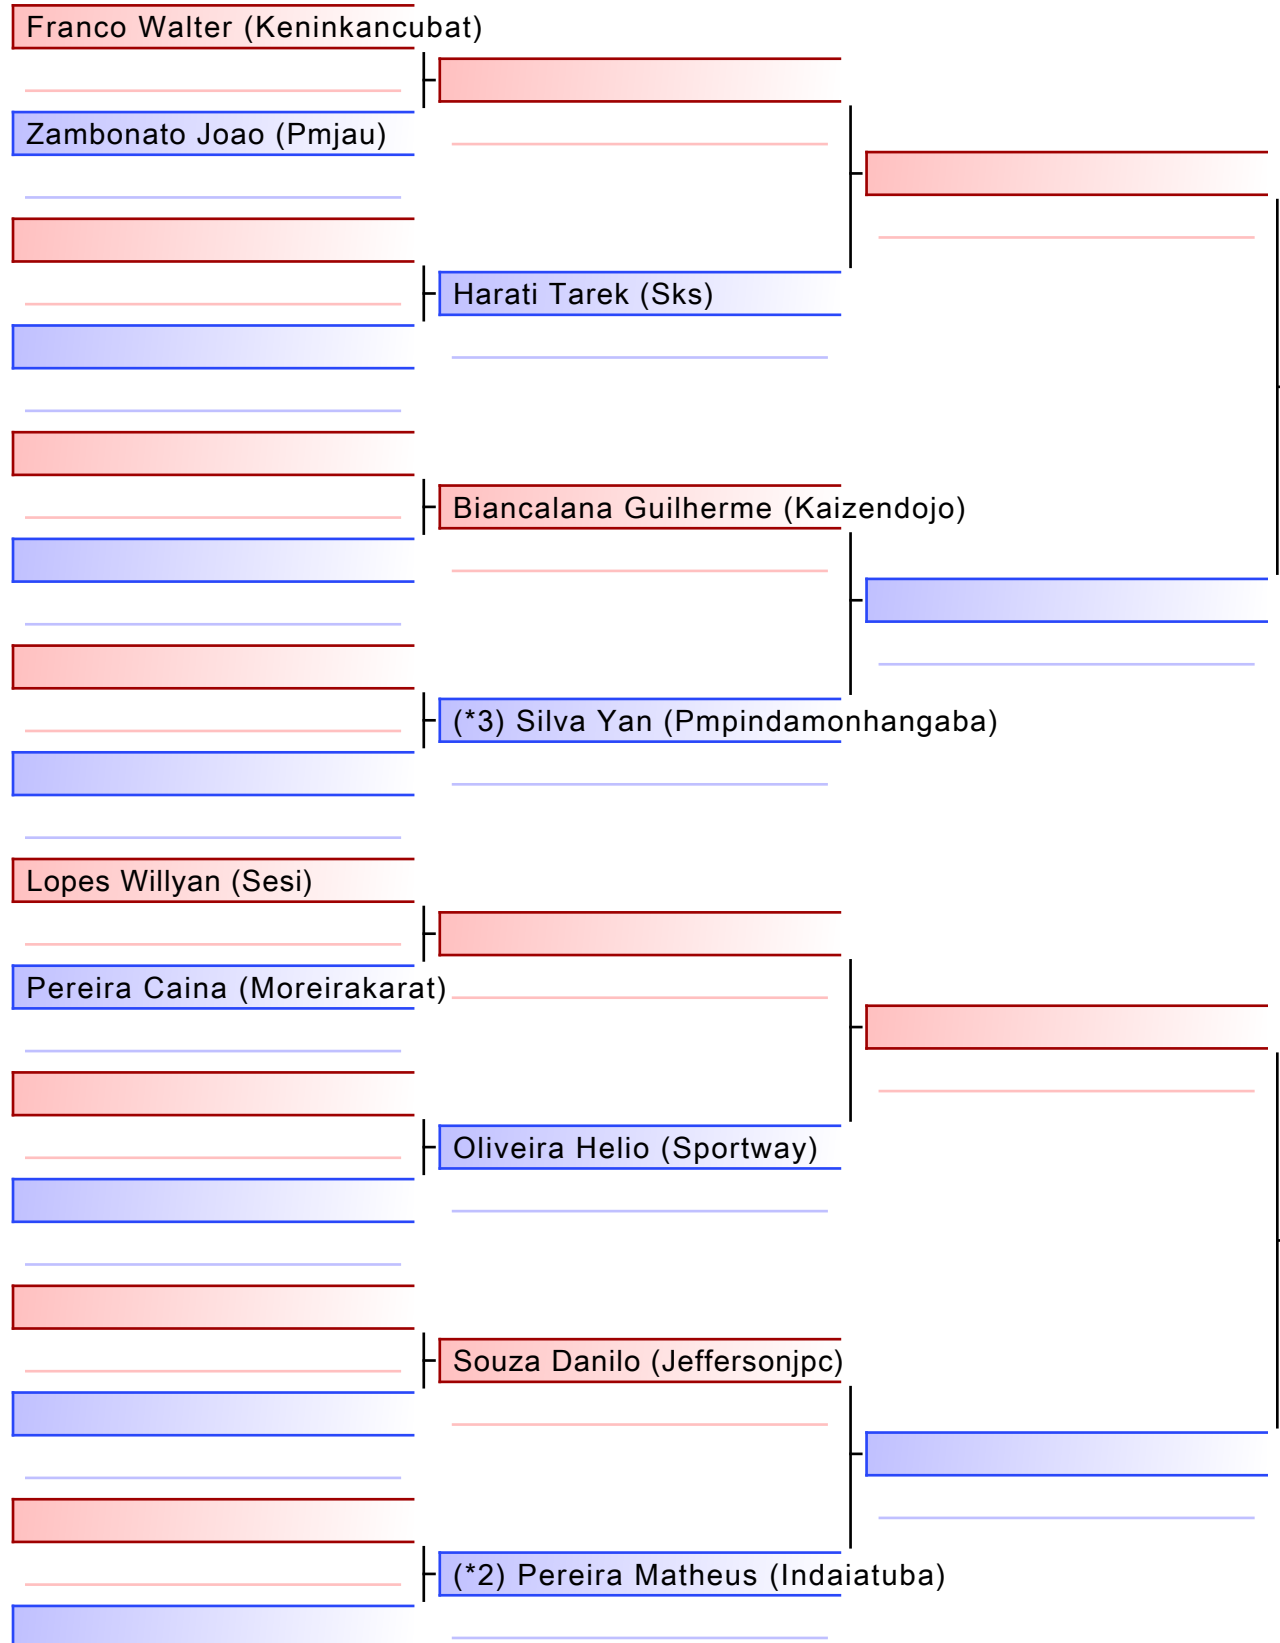 Franco Walter (Keninkancubat)
Zambonato Joao (Pmjau)
Harati Tarek (Sks)
Biancalana Guilherme (Kaizendojo)
(*3) Silva Yan (Pmpindamonhangaba)
Lopes Willyan (Sesi)
Pereira Caina (Moreirakarat)
Oliveira Helio (Sportway)
Souza Danilo (Jeffersonjpc)
(*2) Pereira Matheus (Indaiatuba)